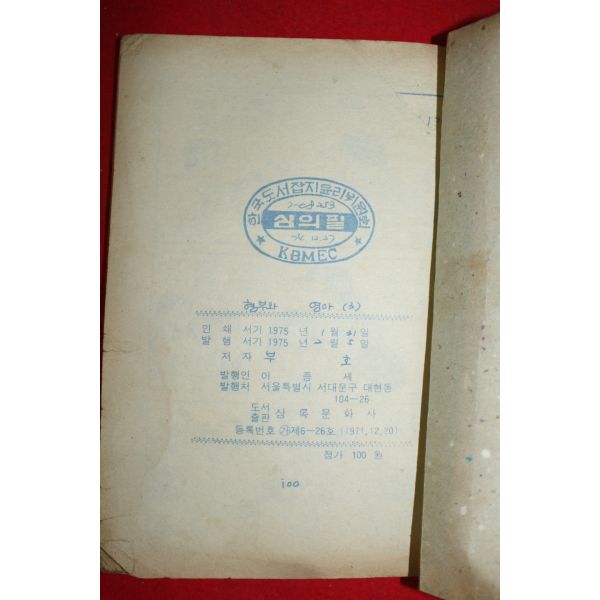 한국도서잡지윤리위원회
심의필
KBMEC
형부와 영아 (3)
인 쇄 서기 1975 년 1 월 31 일
발 행 서기 1975 년 2 월 5 일
저 자 부 호
발행인 이 종 세
발행처 서울특별시 서대문구 대현동
104-26
도서출판 상록문화사
등록번호 ㉮제6-26호 (1971,12,20)
정가 100 원
100